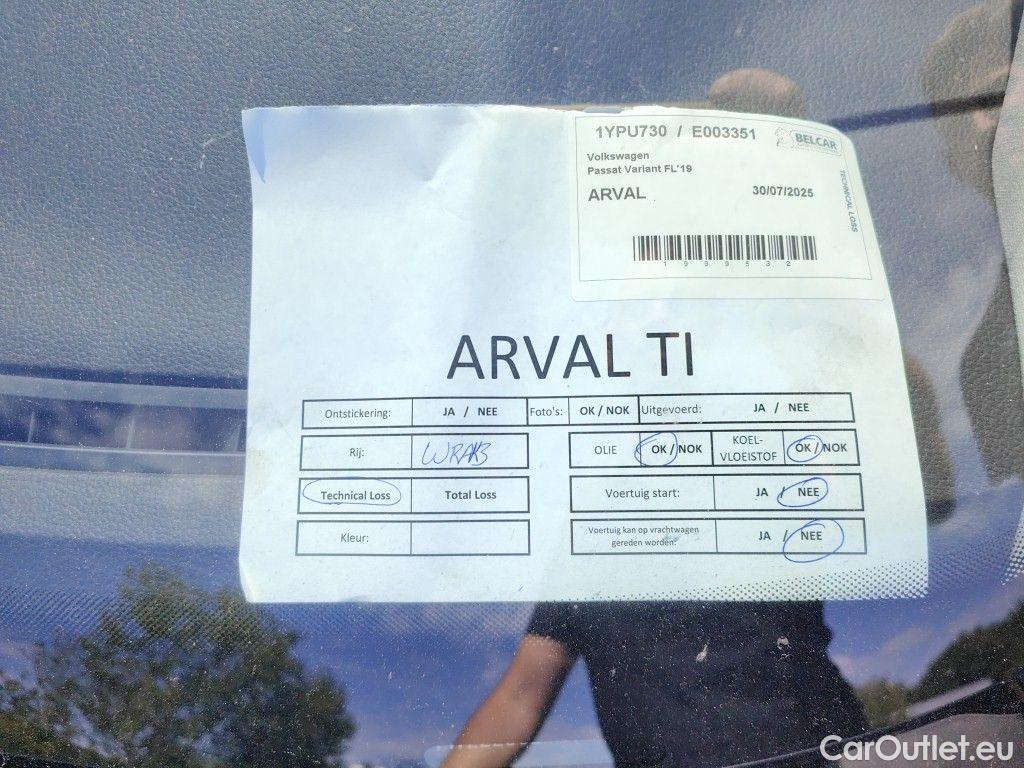 1YPU730 / E003351
BELCAR
Volkswagen
Passat Variant FL'19
ARVAL
30/07/2025
TECHNICAL LOSS
1999532
ARVAL TI
Ontstickering: JA / NEE Foto's: OK / NOK Uitgevoerd: JA / NEE
Rij: WRAKS
OLIE OK / NOK KOEL-
VLOEISTOF OK / NOK
Technical Loss Total Loss
Voertuig start: JA / NEE
Kleur:
Voertuig kan op vrachtwagen
gereden worden: JA / NEE
CarOutlet.eu